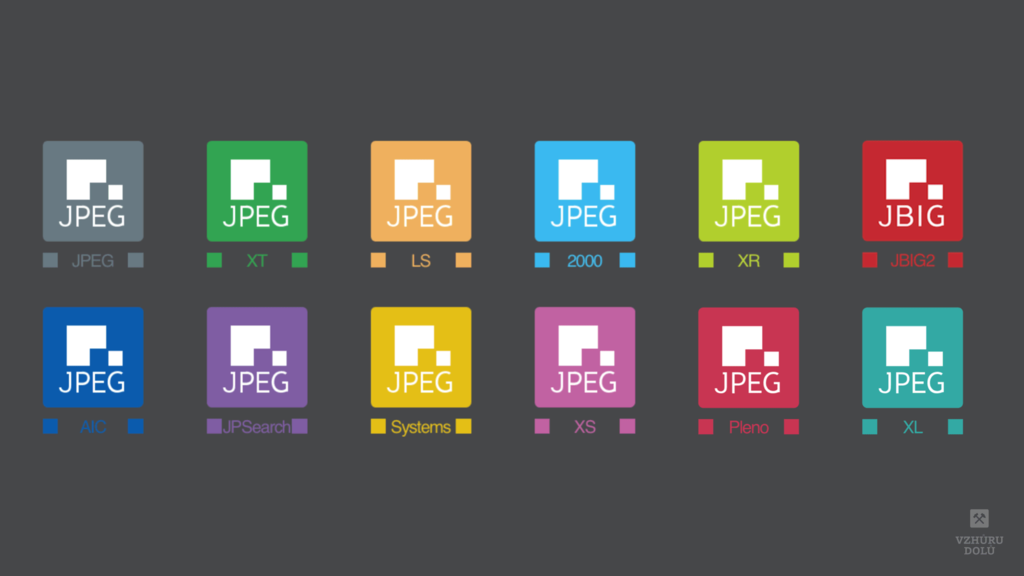 JPEG JPEG JPEG JPEG JPEG JBIG
JPEG XT LS 2000 XR JBIG2
JPEG JPEG JPEG JPEG JPEG JPEG
AIC JPSearch Systems XS Pleno XL
VZHŮRU
DOLŮ